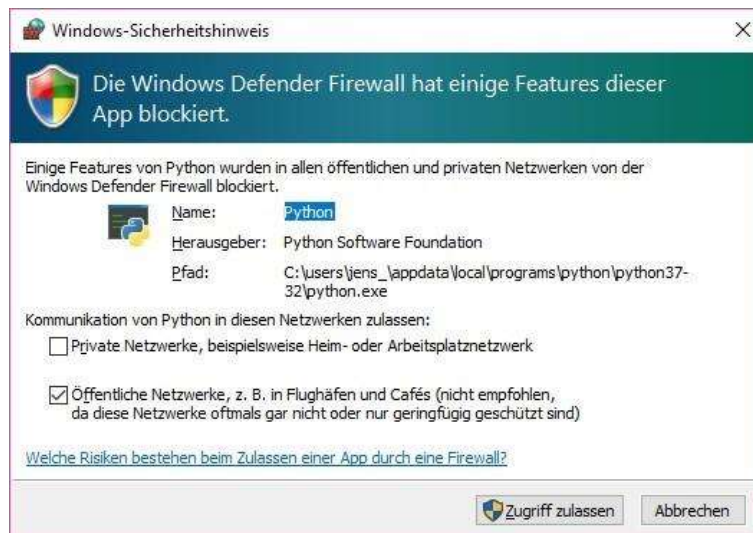 Windows-Sicherheitshinweis
Die Windows Defender Firewall hat einige Features dieser
App blockiert.
Einige Features von Python wurden in allen öffentlichen und privaten Netzwerken von der
Windows Defender Firewall blockiert.
Name: Python
Herausgeber: Python Software Foundation
Pfad: C:\users\jens_\appdata\local\programs\python\python37-
32\python.exe
Kommunikation von Python in diesen Netzwerken zulassen:
Private Netzwerke, beispielsweise Heim- oder Arbeitsplatznetzwerk
Öffentliche Netzwerke, z. B. in Flughäfen und Cafés (nicht empfohlen,
da diese Netzwerke oftmals gar nicht oder nur geringfügig geschützt sind)
Welche Risiken bestehen beim Zulassen einer App durch eine Firewall?
Zugriff zulassen Abbrechen